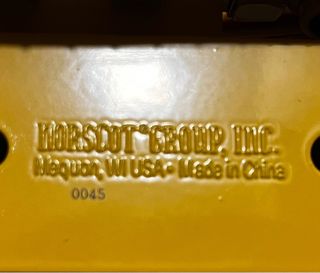 NORSCOT® GROUP, INC.
Mequon, WI USA • Made in China
0045